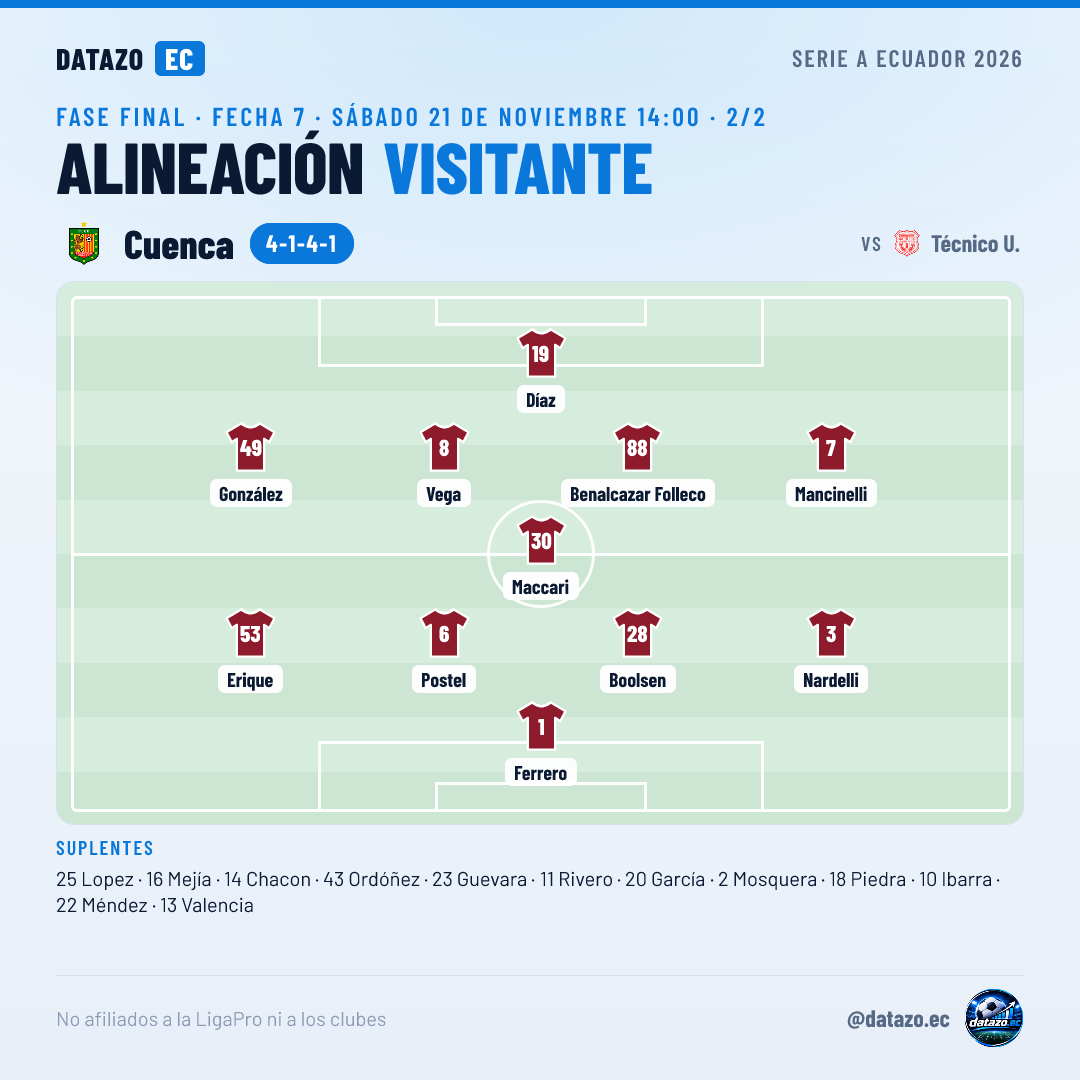 DATAZO EC
SERIE A ECUADOR 2026
FASE FINAL · FECHA 7 · SÁBADO 21 DE NOVIEMBRE 14:00 · 2/2
ALINEACIÓN VISITANTE
Cuenca 4-1-4-1
VS Técnico U.
19
Díaz
49 8 88 7
González Vega Benalcazar Folleco Mancinelli
30
Maccari
53 6 28 3
Erique Postel Boolsen Nardelli
1
Ferrero
SUPLENTES
25 Lopez · 16 Mejía · 14 Chacon · 43 Ordóñez · 23 Guevara · 11 Rivero · 20 García · 2 Mosquera · 18 Piedra · 10 Ibarra ·
22 Méndez · 13 Valencia
No afiliados a la LigaPro ni a los clubes
@datazo.ec
datazo.ec